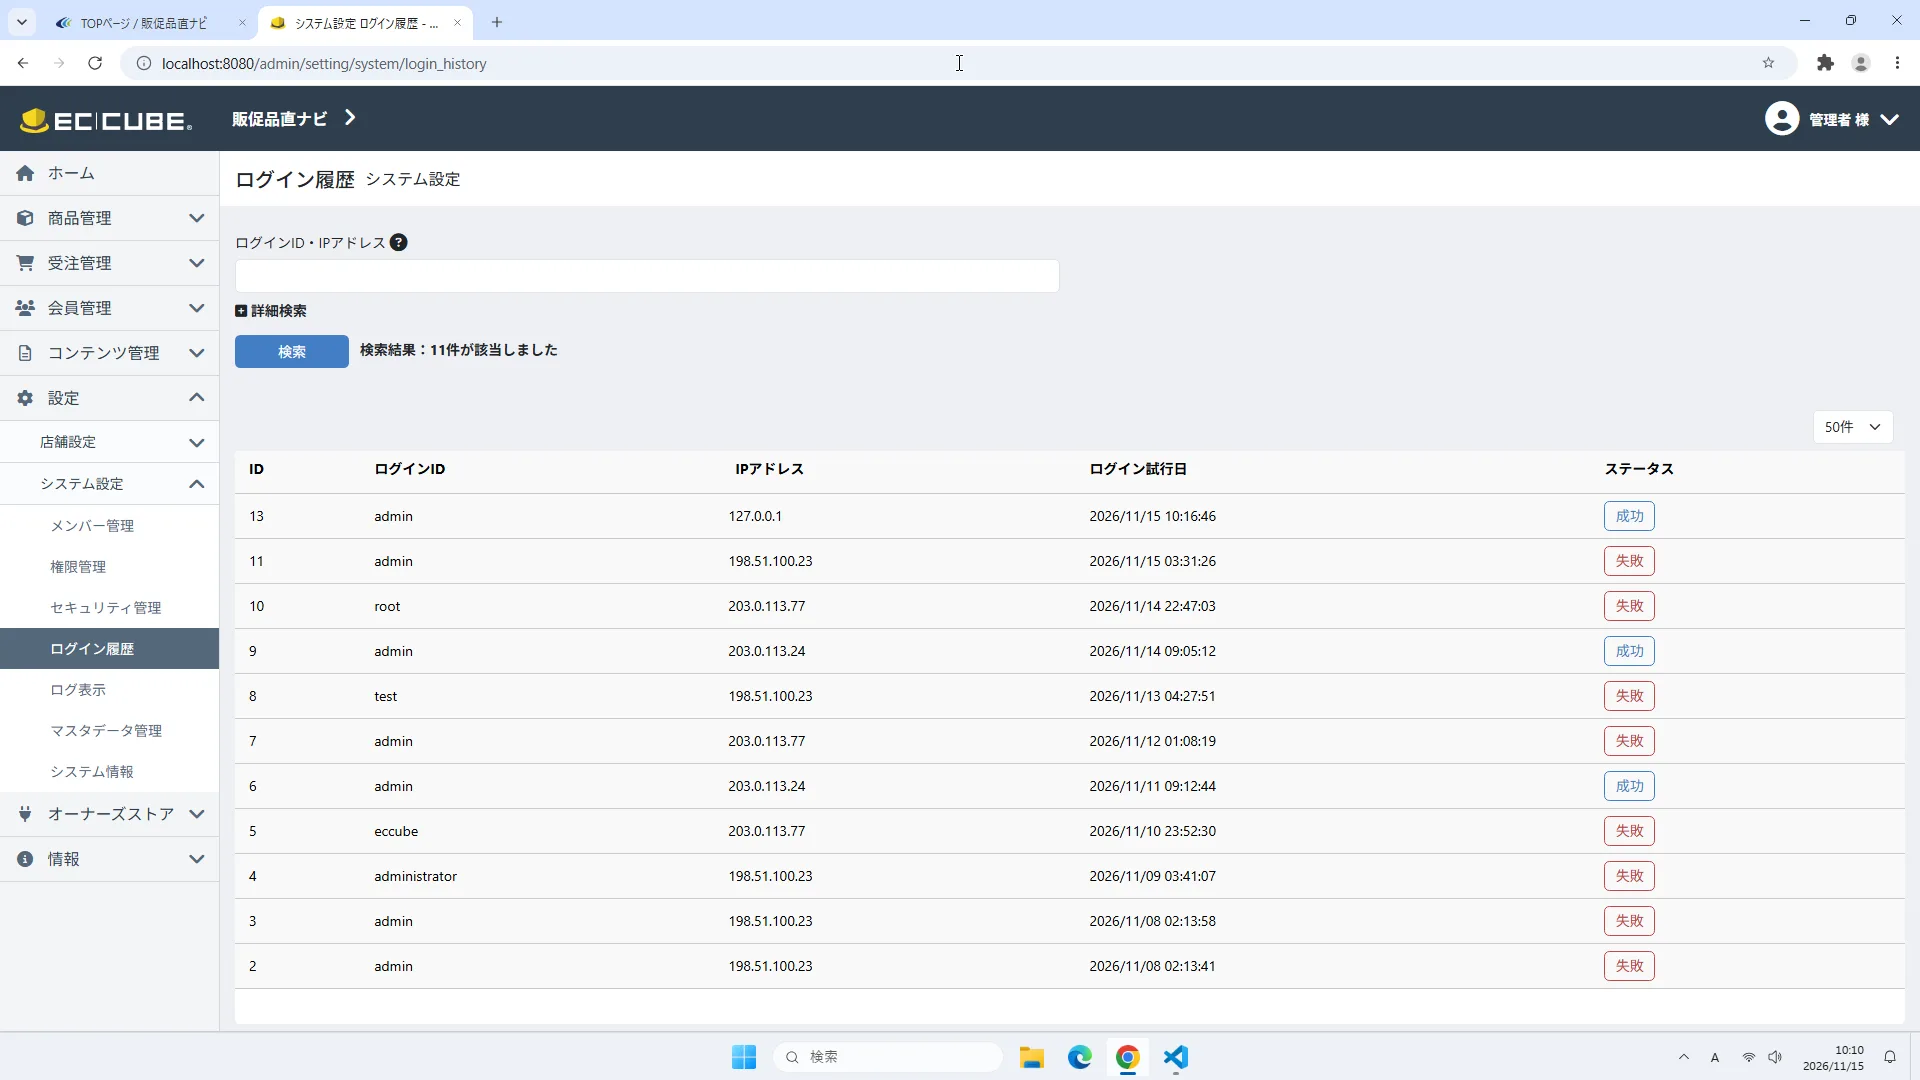 TOPページ / 販促品直ナビ
システム設定 ログイン履歴 - ...
localhost:8080/admin/setting/system/login_history
EC CUBE
販促品直ナビ
管理者 様
ホーム
商品管理
受注管理
会員管理
コンテンツ管理
設定
店舗設定
システム設定
メンバー管理
権限管理
セキュリティ管理
ログイン履歴
ログ表示
マスタデータ管理
システム情報
オーナーズストア
情報
ログイン履歴 システム設定
ログインID・IPアドレス ?
詳細検索
検索 検索結果：11件が該当しました
50件
ID ログインID IPアドレス ログイン試行日 ステータス
13 admin 127.0.0.1 2026/11/15 10:16:46 成功
11 admin 198.51.100.23 2026/11/15 03:31:26 失敗
10 root 203.0.113.77 2026/11/14 22:47:03 失敗
9 admin 203.0.113.24 2026/11/14 09:05:12 成功
8 test 198.51.100.23 2026/11/13 04:27:51 失敗
7 admin 203.0.113.77 2026/11/12 01:08:19 失敗
6 admin 203.0.113.24 2026/11/11 09:12:44 成功
5 eccube 203.0.113.77 2026/11/10 23:52:30 失敗
4 administrator 198.51.100.23 2026/11/09 03:41:07 失敗
3 admin 198.51.100.23 2026/11/08 02:13:58 失敗
2 admin 198.51.100.23 2026/11/08 02:13:41 失敗
検索
A
10:10
2026/11/15